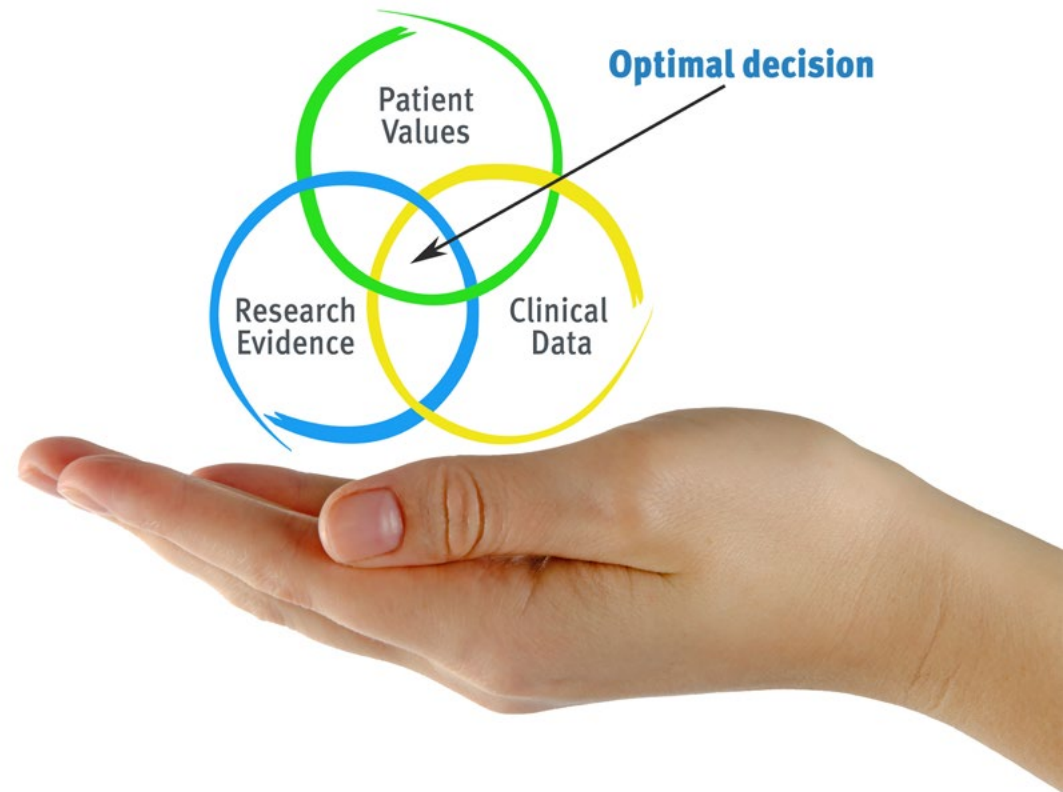 Optimal decision
Patient
Values
Research
Evidence
Clinical
Data